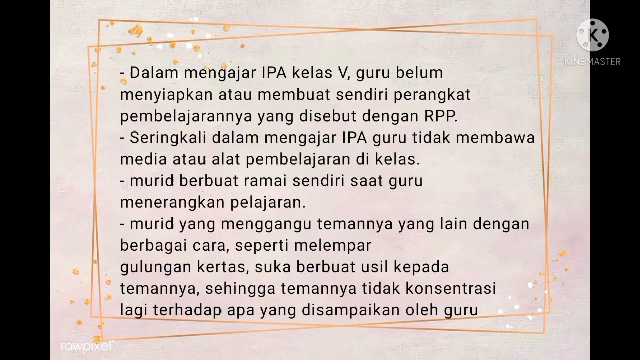 KINEMASTER
- Dalam mengajar IPA kelas V, guru belum
menyiapkan atau membuat sendiri perangkat
pembelajarannya yang disebut dengan RPP.
- Seringkali dalam mengajar IPA guru tidak membawa
media atau alat pembelajaran di kelas.
- murid berbuat ramai sendiri saat guru
menerangkan pelajaran.
- murid yang menggangu temannya yang lain dengan
berbagai cara, seperti melempar
gulungan kertas, suka berbuat usil kepada
temannya, sehingga temannya tidak konsentrasi
lagi terhadap apa yang disampaikan oleh guru
rawpixel